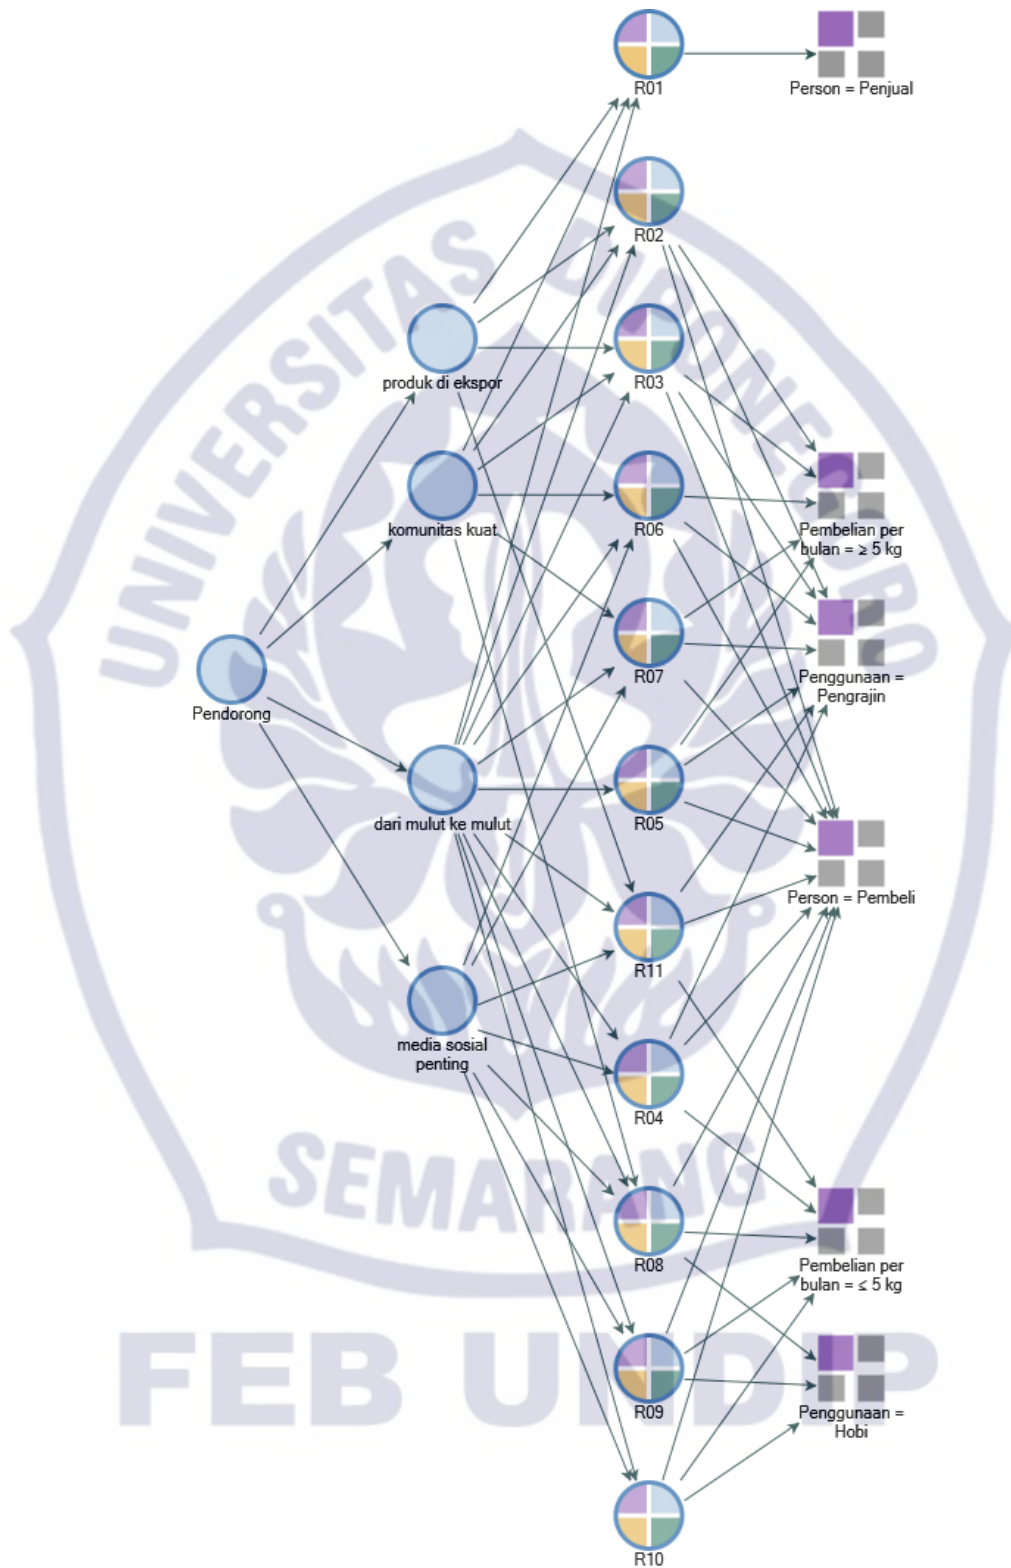 R01
Person = Penjual
R02
produk di ekspor
R03
komunitas kuat
R06
Pembelian per
bulan = ≥ 5 kg
Pendorong
R07
Penggunaan =
Pengrajin
dari mulut ke mulut
R05
Person = Pembeli
R11
media sosial
penting
R04
R08
Pembelian per
bulan = ≤ 5 kg
R09
Penggunaan =
Hobi
R10
UNIVERSITAS DIPONEGORO
SEMARANG
FEB UNDIP